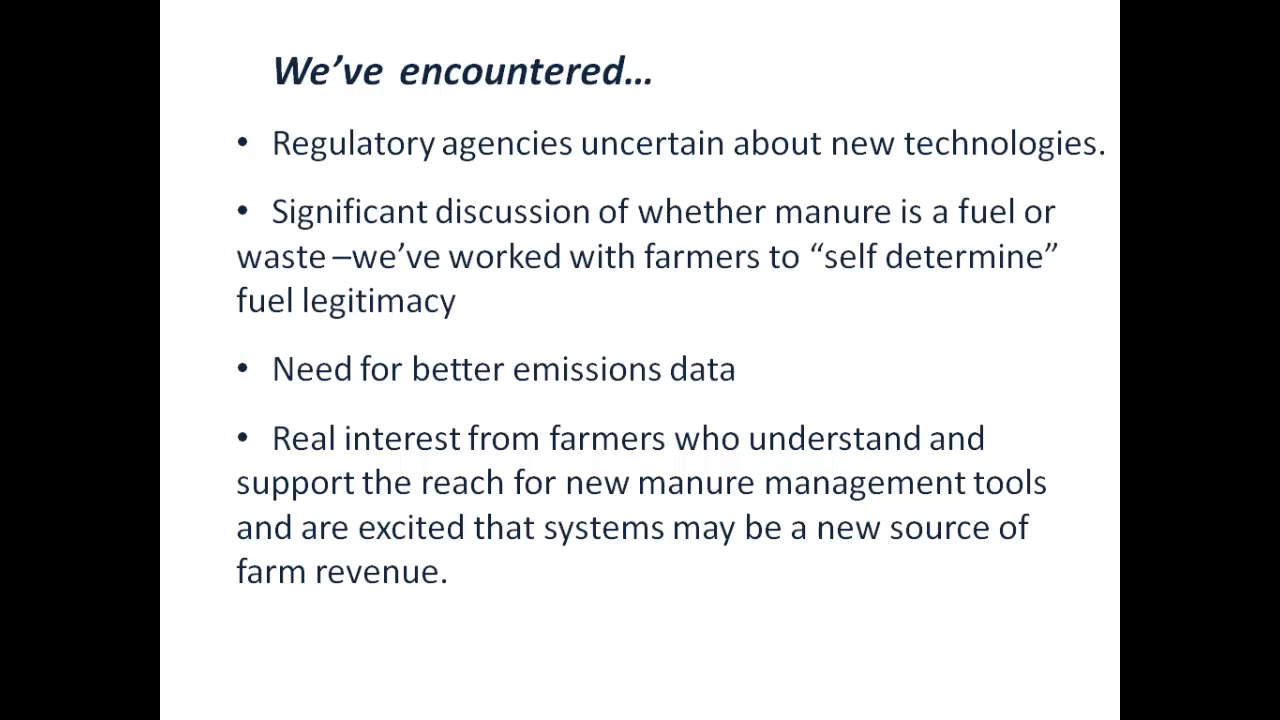 We’ve encountered…
• Regulatory agencies uncertain about new technologies.
• Significant discussion of whether manure is a fuel or
waste –we’ve worked with farmers to “self determine”
fuel legitimacy
• Need for better emissions data
• Real interest from farmers who understand and
support the reach for new manure management tools
and are excited that systems may be a new source of
farm revenue.